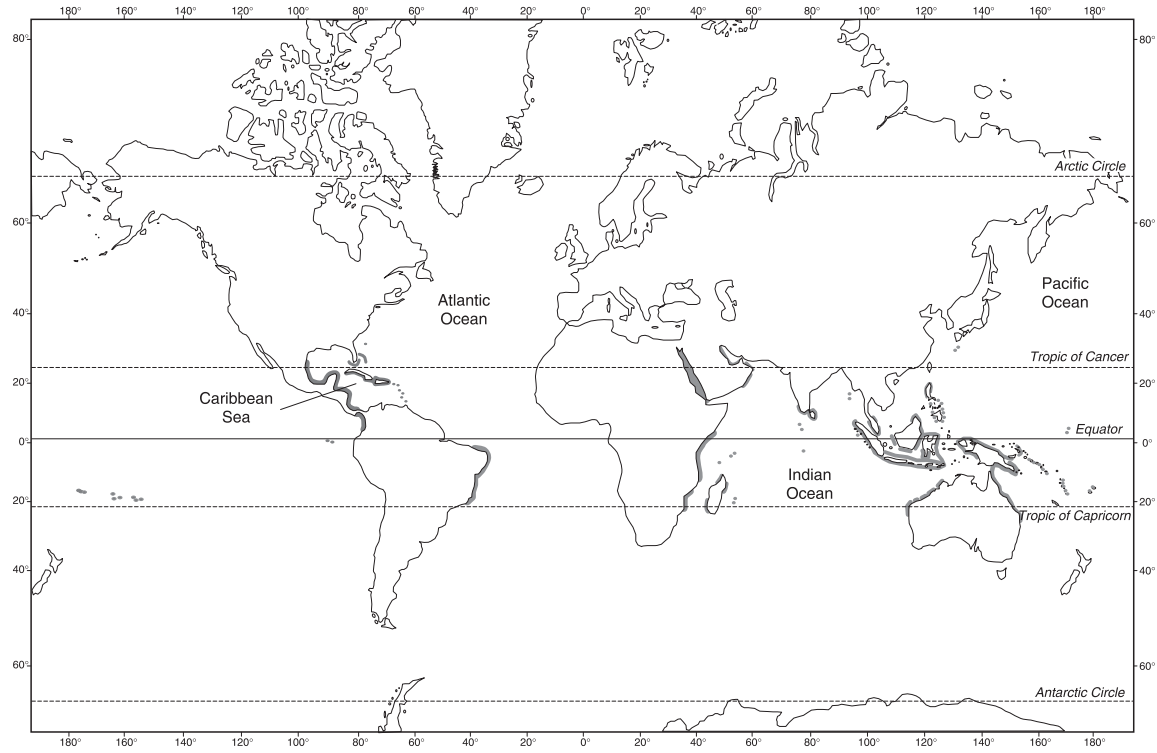 180° 160° 140° 120° 100° 80° 60° 40° 20° 0° 20° 40° 60° 80° 100° 120° 140° 160° 180°
80° 80°
Arctic Circle
60° 60°
Atlantic
Ocean
Pacific
Ocean
40° 40°
Tropic of Cancer
20° 20°
Caribbean
Sea
Equator
0° 0°
Indian
Ocean
20° 20°
Tropic of Capricorn
40° 40°
60° 60°
Antarctic Circle
180° 160° 140° 120° 100° 80° 60° 40° 20° 0° 20° 40° 60° 80° 100° 120° 140° 160° 180°